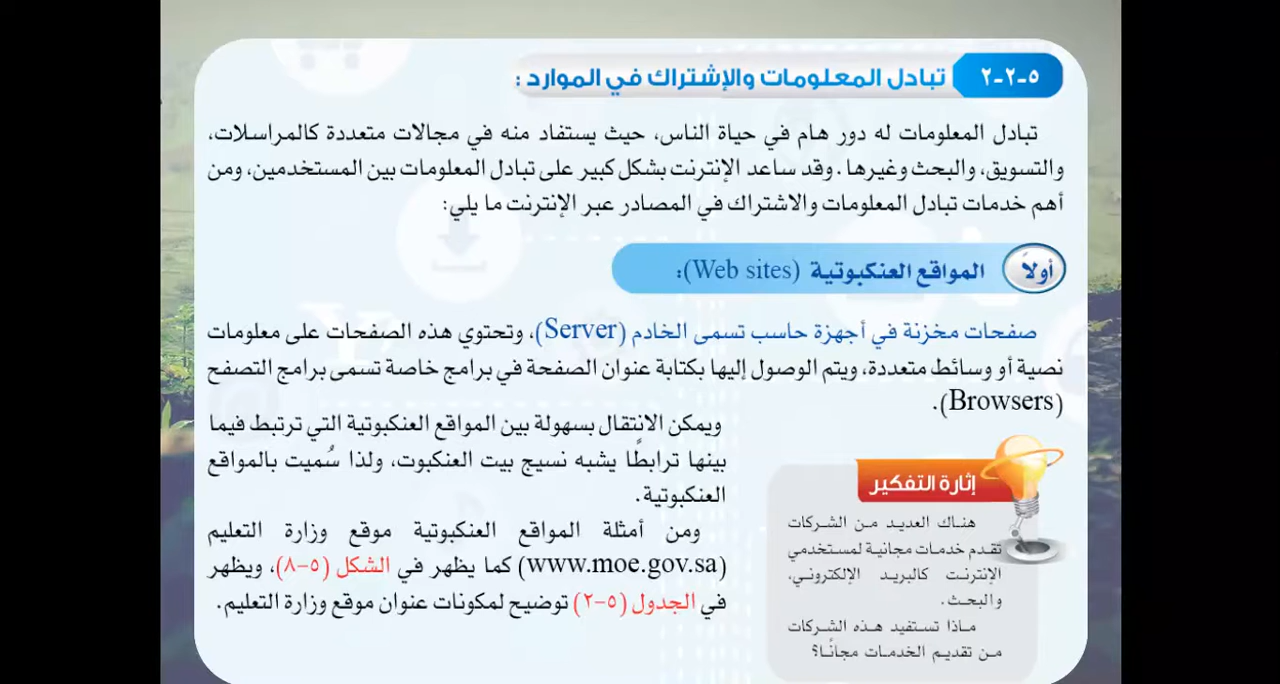 ٥-٢-٢ تبادل المعلومات والإشتراك في الموارد :
تبادل المعلومات له دور هام في حياة الناس، حيث يستفاد منه في مجالات متعددة كالمراسلات،
والتسويق، والبحث وغيرها. وقد ساعد الإنترنت بشكل كبير على تبادل المعلومات بين المستخدمين، ومن
أهم خدمات تبادل المعلومات والاشتراك في المصادر عبر الإنترنت ما يلي:
أولاً المواقع العنكبوتية (Web sites):
صفحات مخزنة في أجهزة حاسب تسمى الخادم (Server)، وتحتوي هذه الصفحات على معلومات
نصية أو وسائط متعددة، ويتم الوصول إليها بكتابة عنوان الصفحة في برامج خاصة تسمى برامج التصفح
(Browsers).
ويمكن الانتقال بسهولة بين المواقع العنكبوتية التي ترتبط فيما
بينها ترابطًا يشبه نسيج بيت العنكبوت، ولذا سُميت بالمواقع
العنكبوتية.
ومن أمثلة المواقع العنكبوتية موقع وزارة التعليم
(www.moe.gov.sa) كما يظهر في الشكل (٥-٨)، ويظهر
في الجدول (٥-٢) توضيح لمكونات عنوان موقع وزارة التعليم.
إثارة التفكير
هناك العديد من الشركات
تقدم خدمات مجانية لمستخدمي
الإنترنت كالبريد الإلكتروني،
والبحث.
ماذا تستفيد هذه الشركات
من تقديم الخدمات مجانًا؟